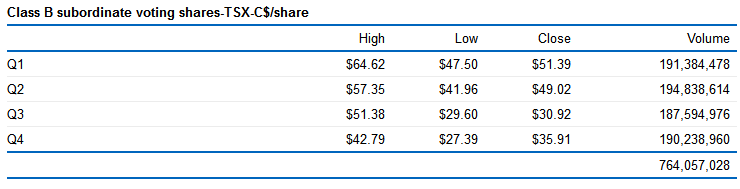 Class B subordinate voting shares-TSX-C$/share
High Low Close Volume
Q1 $64.62 $47.50 $51.39 191,384,478
Q2 $57.35 $41.96 $49.02 194,838,614
Q3 $51.38 $29.60 $30.92 187,594,976
Q4 $42.79 $27.39 $35.91 190,238,960
764,057,028